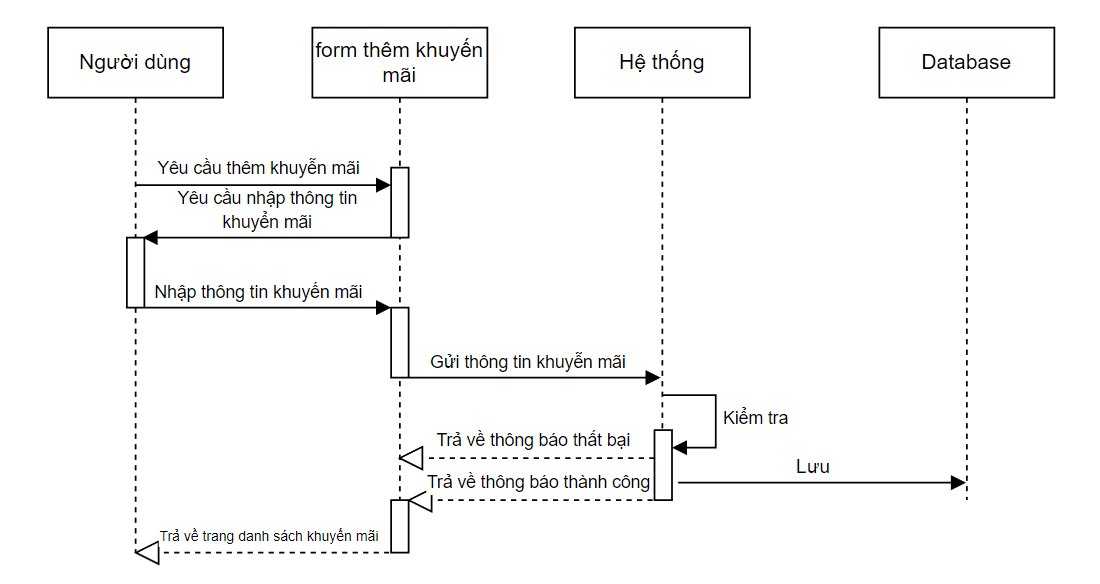 Người dùng
form thêm khuyến
mãi
Hệ thống
Database
Yêu cầu thêm khuyễn mãi
Yêu cầu nhập thông tin
khuyển mãi
Nhập thông tin khuyến mãi
Gửi thông tin khuyễn mãi
Kiểm tra
Trả về thông báo thất bại
Lưu
Trả về thông báo thành công
Trả về trang danh sách khuyến mãi